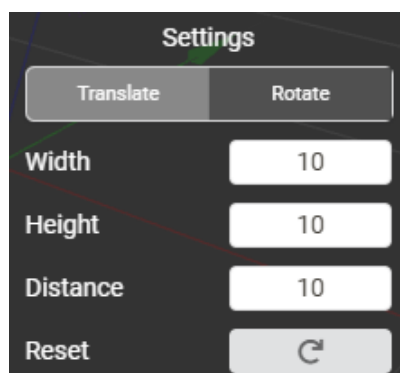 Settings
Translate Rotate
Width 10
Height 10
Distance 10
Reset